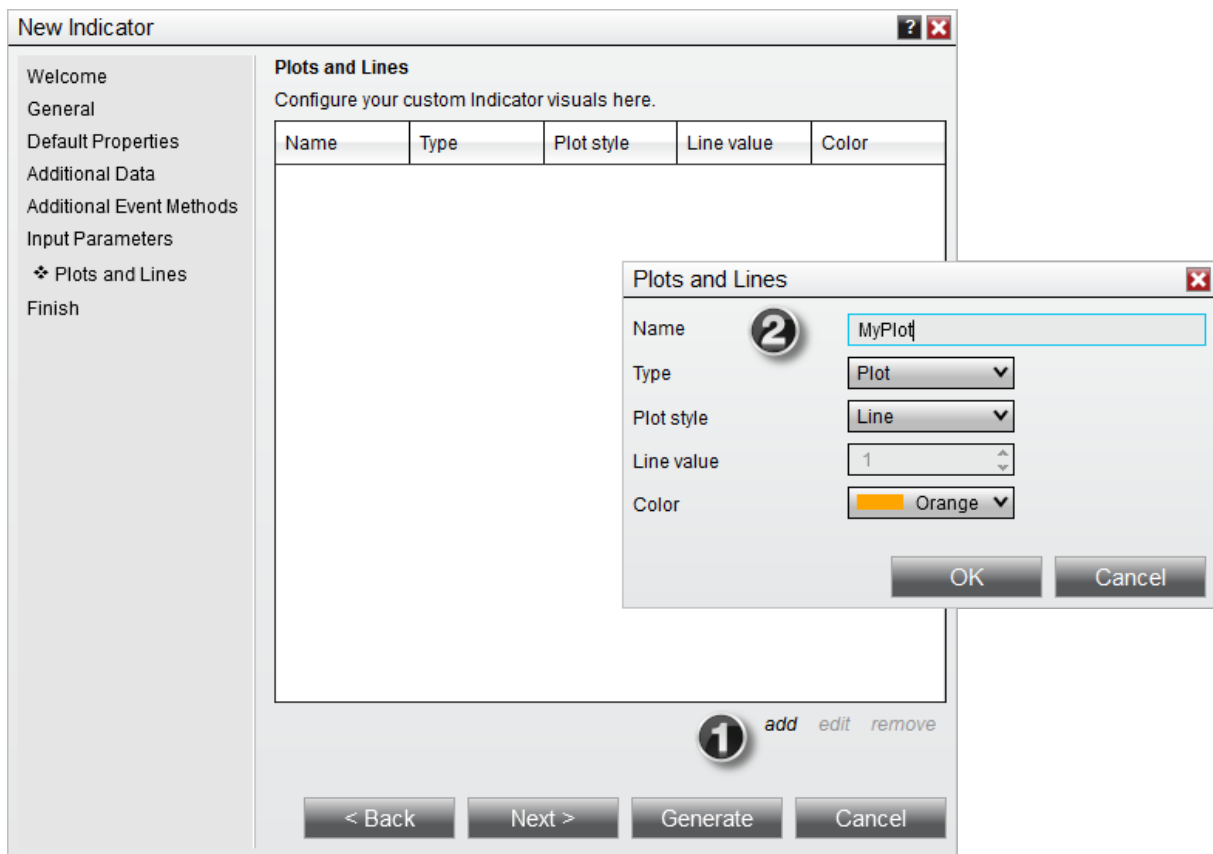 New Indicator
?
Welcome
General
Default Properties
Additional Data
Additional Event Methods
Input Parameters
Plots and Lines
Finish
Plots and Lines
Configure your custom Indicator visuals here.
Name Type Plot style Line value Color
Plots and Lines
Name 2 MyPlot
Type Plot
Plot style Line
Line value 1
Color Orange
OK Cancel
1 add edit remove
< Back Next > Generate Cancel